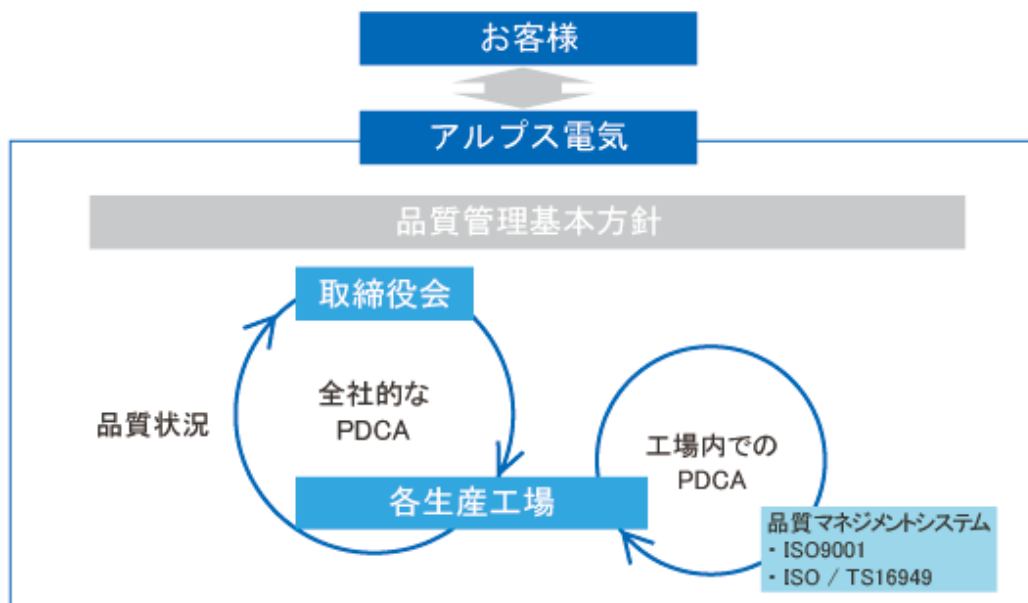 お客様
アルプス電気
品質管理基本方針
取締役会
全社的な
PDCA
品質状況
各生産工場
工場内での
PDCA
品質マネジメントシステム
・ISO9001
・ISO / TS16949